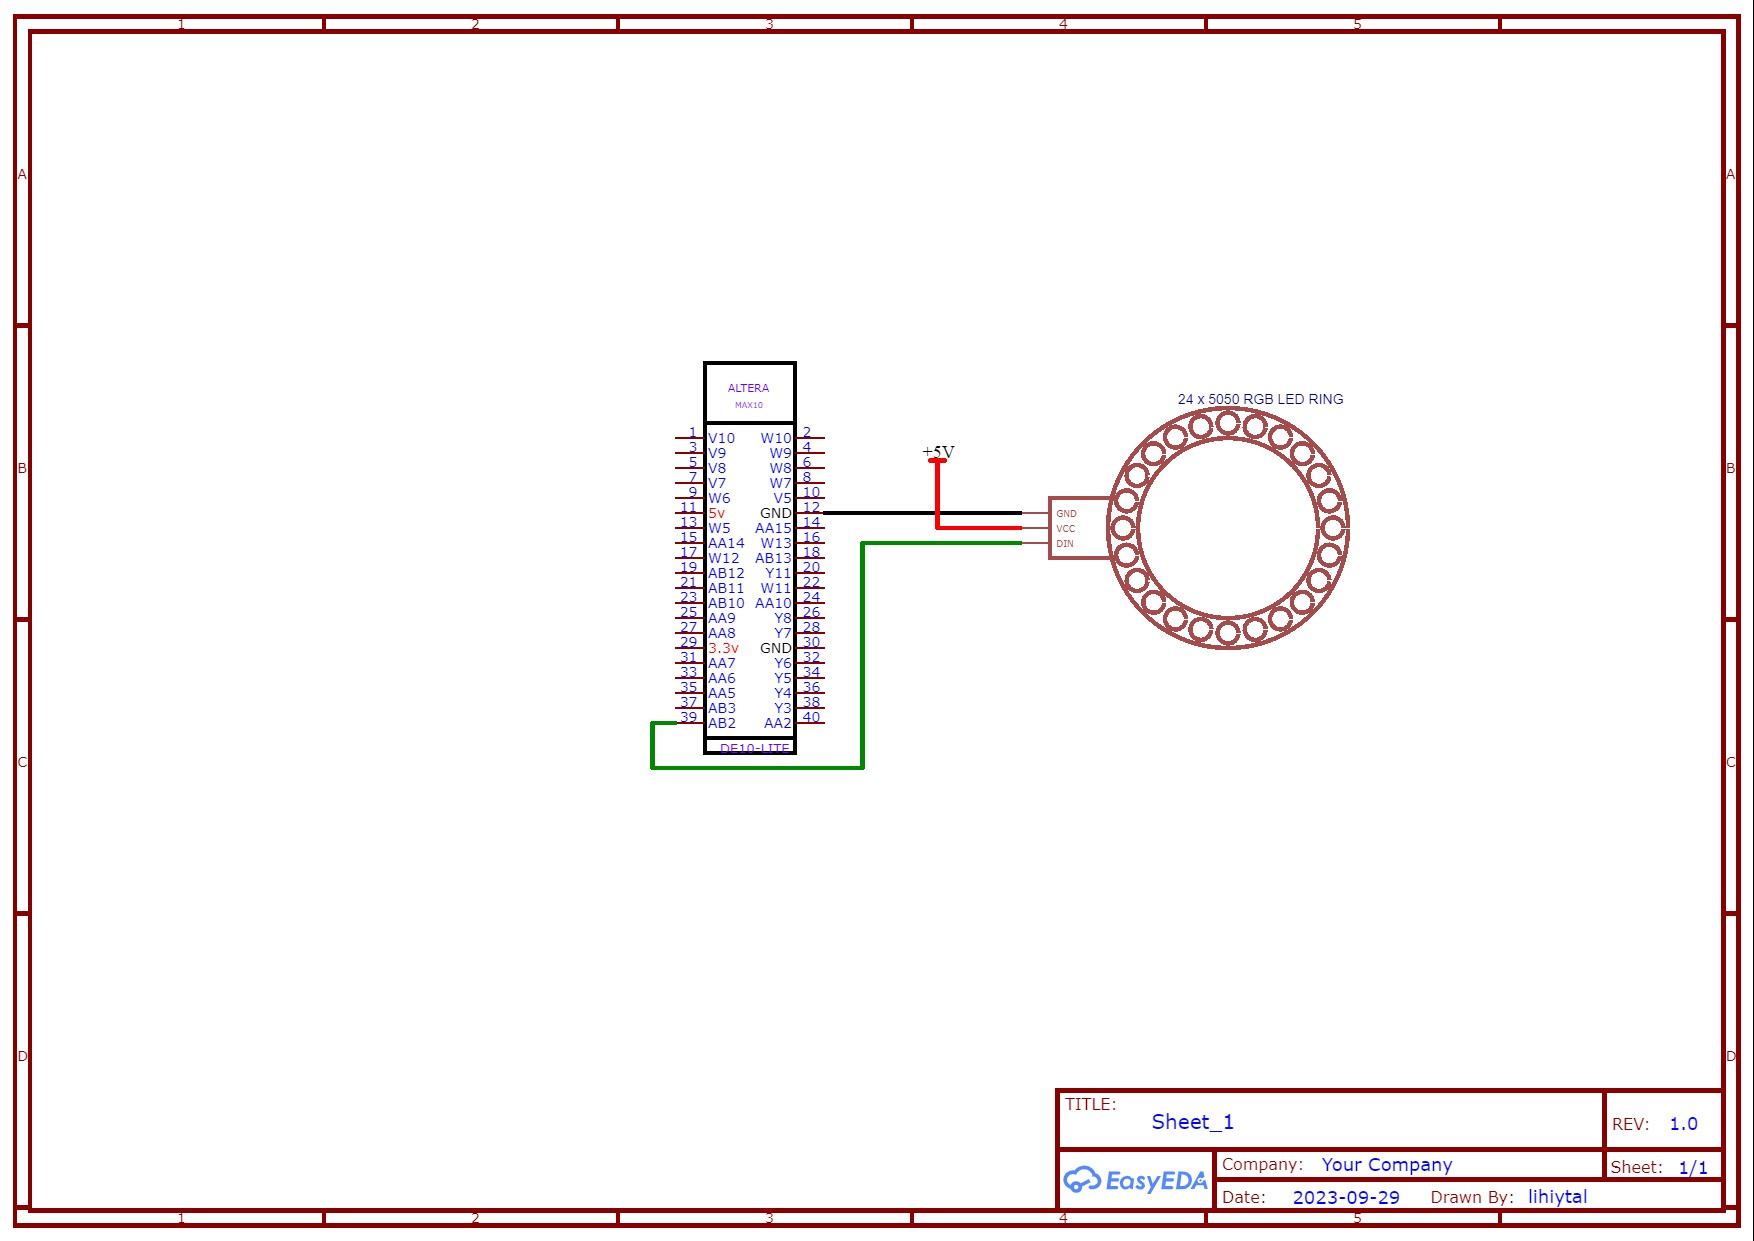 1 2 3 4 5
A A
ALTERA
MAX10
24 x 5050 RGB LED RING
+5V
1 V10 W10 2
3 V9 W9 4
5 V8 W8 6
7 V7 W7 8
9 W6 V5 10
11 5v GND 12
13 W5 AA15 14
15 AA14 W13 16
17 W12 AB13 18
19 AB12 Y11 20
21 AB11 W11 22
23 AB10 AA10 24
25 AA9 Y8 26
27 AA8 Y7 28
29 3.3v GND 30
31 AA7 Y6 32
33 AA6 Y5 34
35 AA5 Y4 36
37 AB3 Y3 38
39 AB2 AA2 40
DE10-LITE
GND
VCC
DIN
B B
C C
D D
TITLE:
Sheet_1
REV: 1.0
EasyEDA
Company: Your Company
Sheet: 1/1
Date: 2023-09-29 Drawn By: lihiytal
1 2 3 4 5